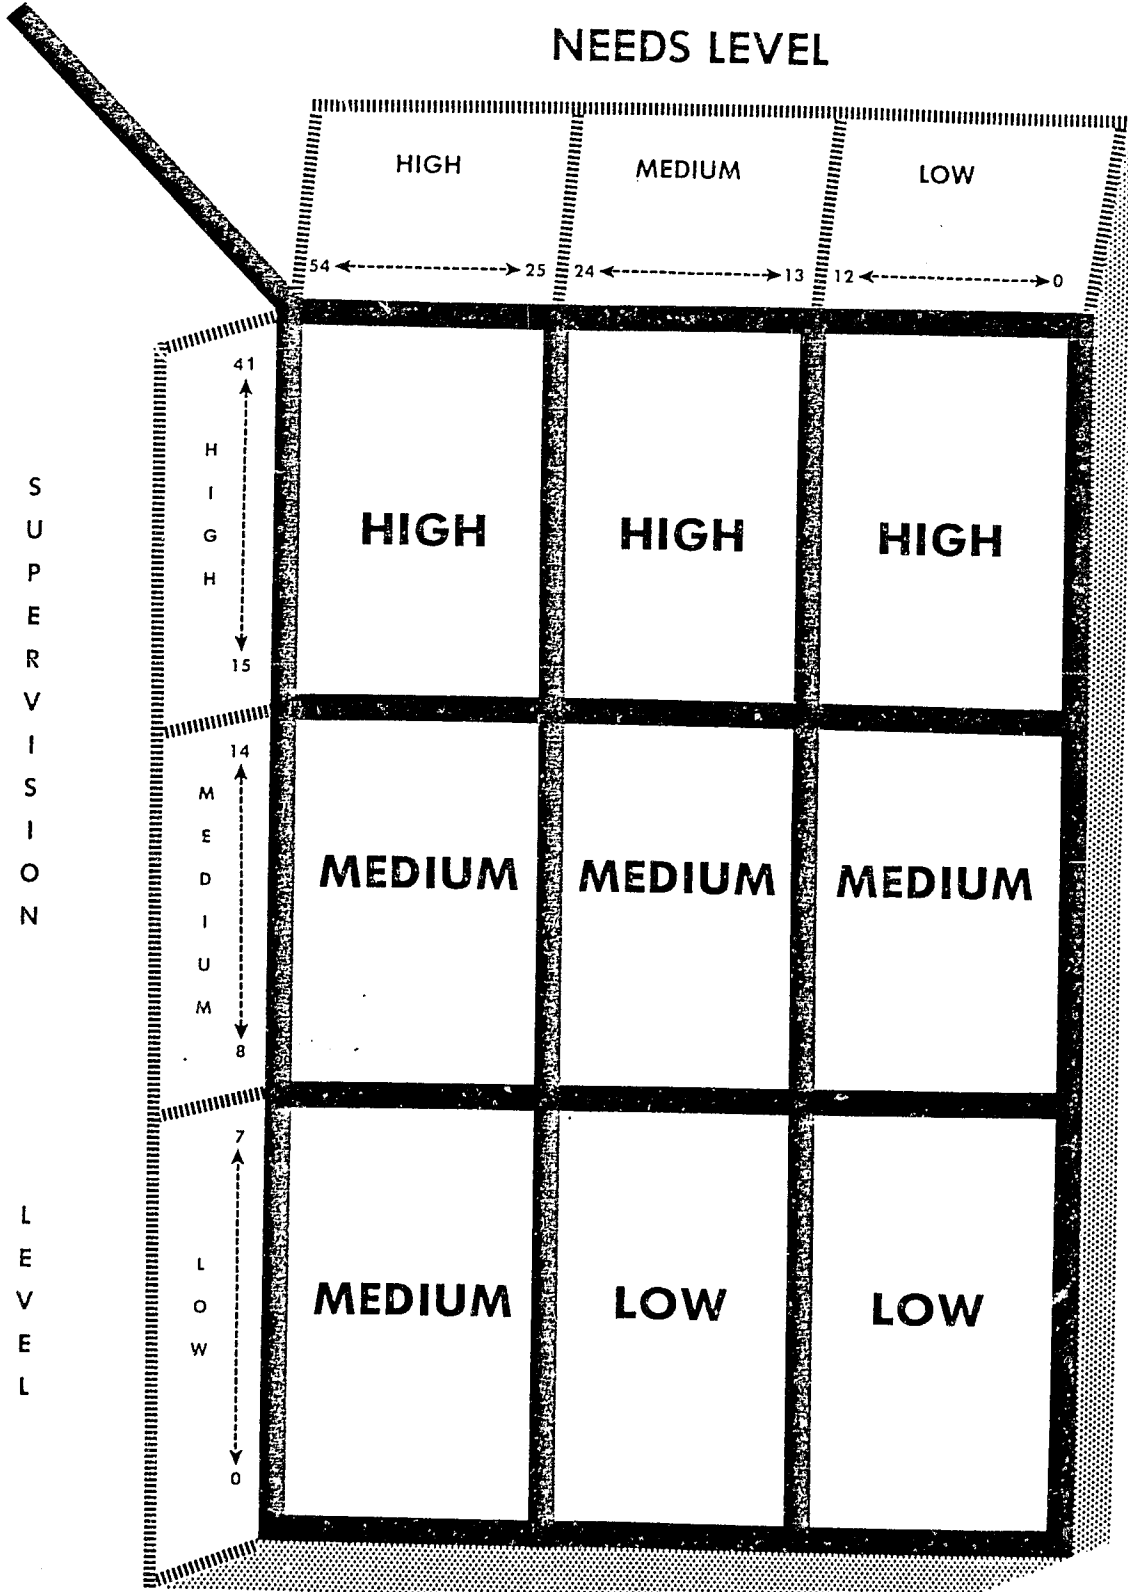 NEEDS LEVEL
HIGH MEDIUM LOW
54 25 24 13 12 0
SUPERVISION LEVEL
41
HIGH
15
HIGH HIGH HIGH
14
MEDIUM
8
MEDIUM MEDIUM MEDIUM
7
LOW
0
MEDIUM LOW LOW